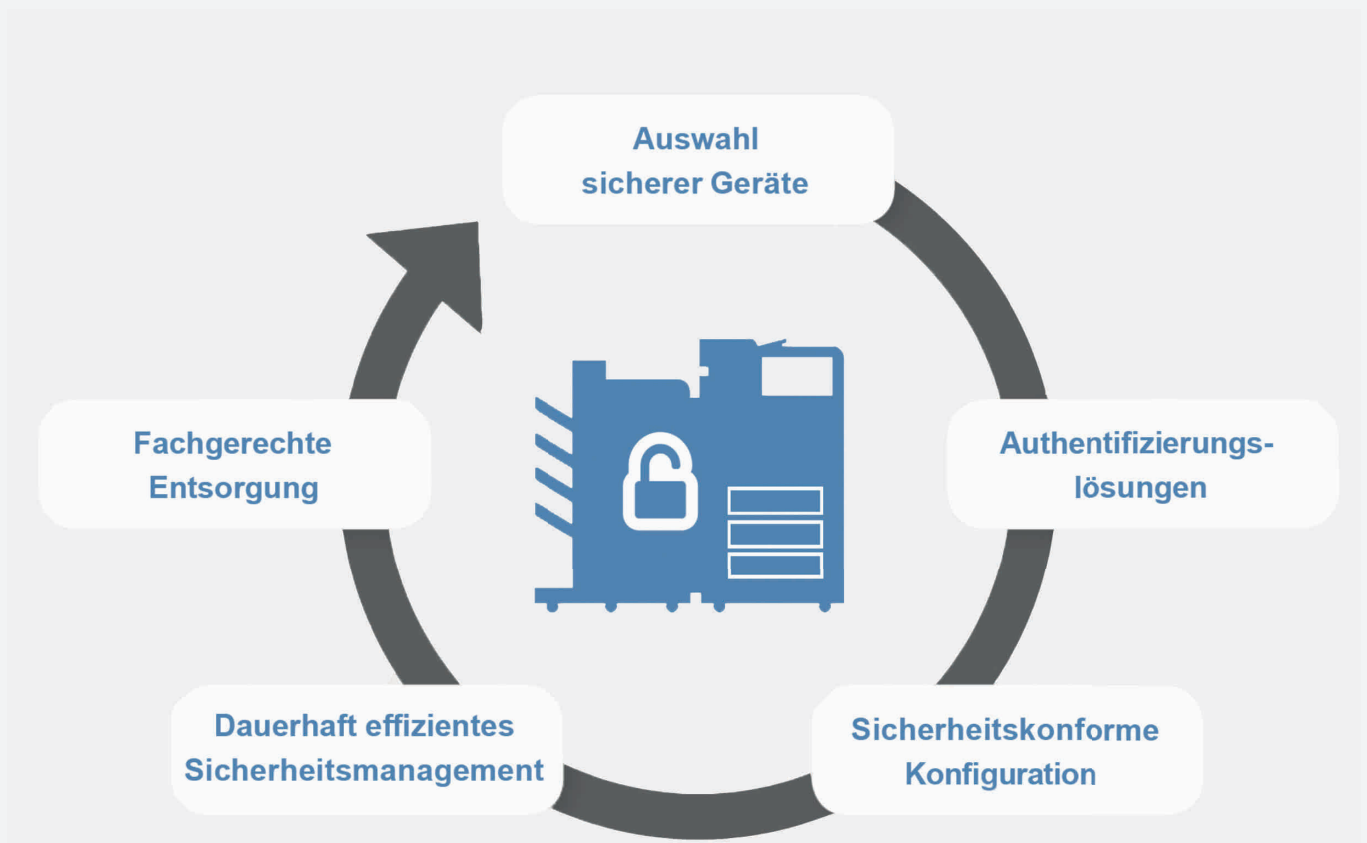 Auswahl
sicherer Geräte
Authentifizierungs-
lösungen
Sicherheitskonforme
Konfiguration
Dauerhaft effizientes
Sicherheitsmanagement
Fachgerechte
Entsorgung